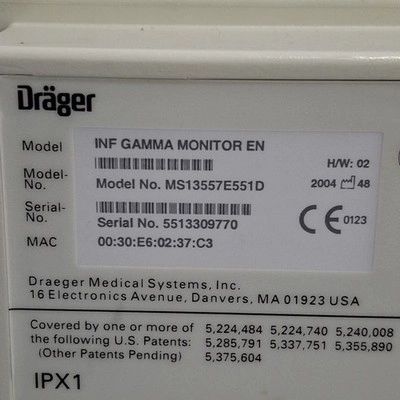 Dräger
Model INF GAMMA MONITOR EN
H/W: 02
Model-No. Model No. MS13557E551D 2004 48
Serial-No. Serial No. 5513309770 CE 0123
MAC 00:30:E6:02:37:C3
Draeger Medical Systems, Inc.
16 Electronics Avenue, Danvers, MA 01923 USA
Covered by one or more of 5,224,484 5,224,740 5,240,008
the following U.S. Patents: 5,285,791 5,337,751 5,355,890
(Other Patents Pending) 5,375,604
IPX1